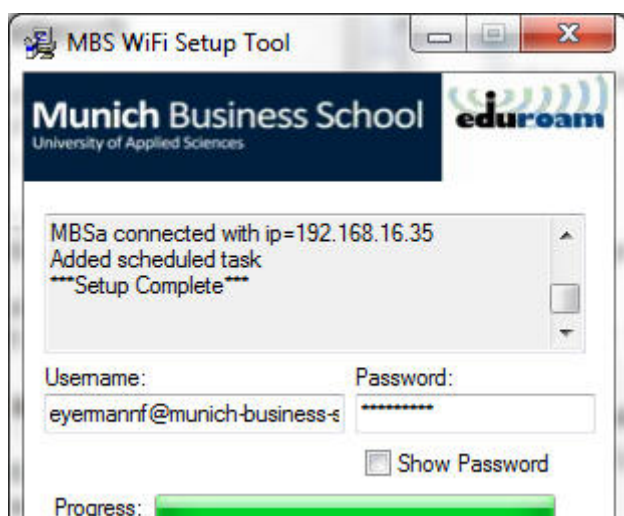 MBS WiFi Setup Tool
Munich Business School
University of Applied Sciences
eduroam
MBSa connected with ip=192.168.16.35
Added scheduled task
***Setup Complete***
Username:
Password:
eyermannf@munich-business-s
*********
Show Password
Progress: